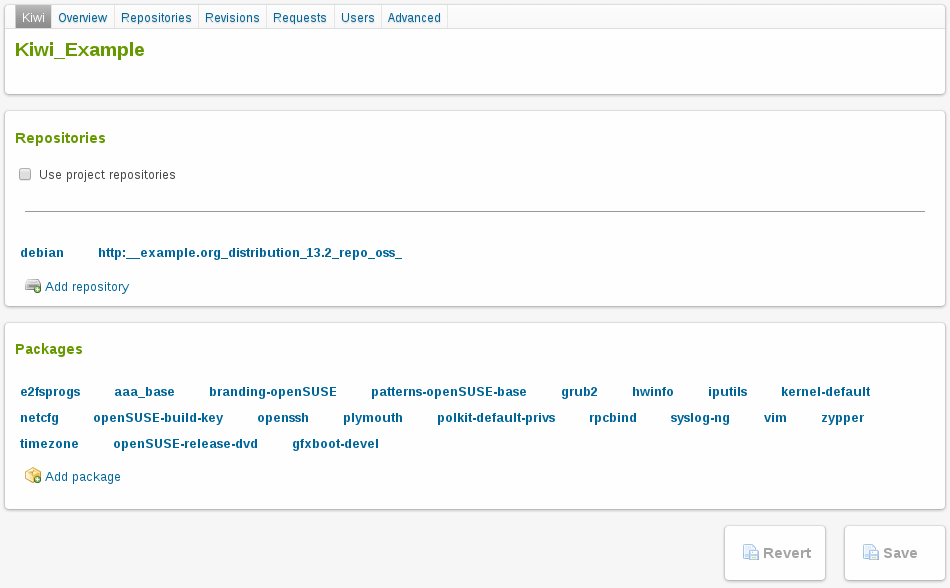 Kiwi Overview Repositories Revisions Requests Users Advanced
Kiwi_Example
Repositories
Use project repositories
debian http:__example.org_distribution_13.2_repo_oss_
Add repository
Packages
e2fsprogs aaa_base branding-openSUSE patterns-openSUSE-base grub2 hwinfo iputils kernel-default
netcfg openSUSE-build-key openssh plymouth polkit-default-privs rpcbind syslog-ng vim zypper
timezone openSUSE-release-dvd gfxboot-devel
Add package
Revert Save